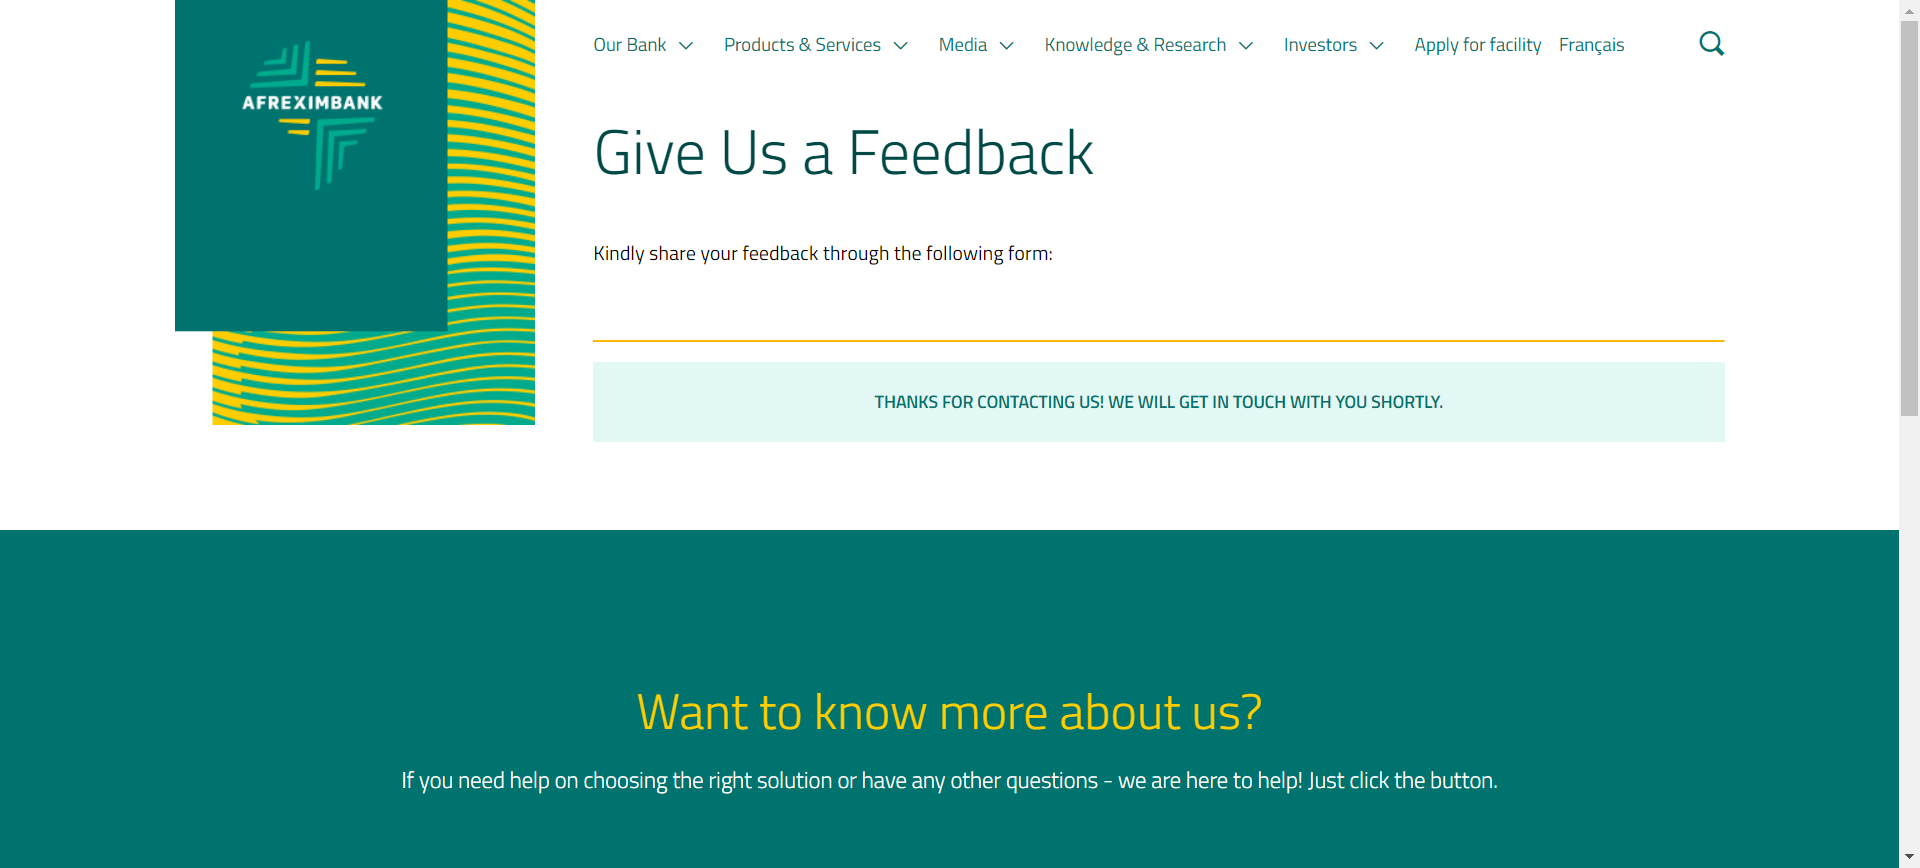 AFREXIMBANK
Our Bank Products & Services Media Knowledge & Research Investors Apply for facility Français
Give Us a Feedback
Kindly share your feedback through the following form:
THANKS FOR CONTACTING US! WE WILL GET IN TOUCH WITH YOU SHORTLY.
Want to know more about us?
If you need help on choosing the right solution or have any other questions - we are here to help! Just click the button.